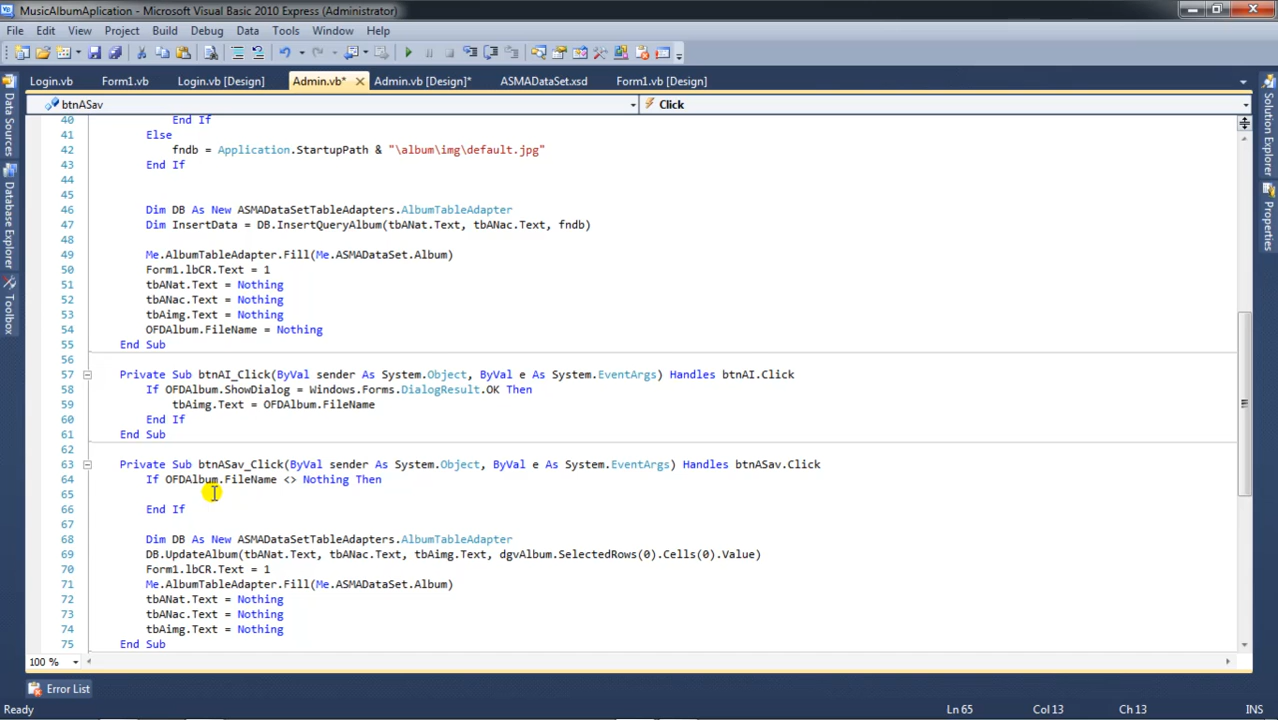 MusicAlbumAplication - Microsoft Visual Basic 2010 Express (Administrator)
File Edit View Project Build Debug Data Tools Window Help
Login.vb Form1.vb Login.vb [Design] Admin.vb* Admin.vb [Design]* ASMADataSet.xsd Form1.vb [Design]
btnASav Click
Data Sources
Database Explorer
Toolbox
Solution Explorer
Properties
40 End If
41 Else
42 fndb = Application.StartupPath & "\album\img\default.jpg"
43 End If
44
45
46 Dim DB As New ASMADataSetTableAdapters.AlbumTableAdapter
47 Dim InsertData = DB.InsertQueryAlbum(tbANat.Text, tbANac.Text, fndb)
48
49 Me.AlbumTableAdapter.Fill(Me.ASMADataSet.Album)
50 Form1.lbCR.Text = 1
51 tbANat.Text = Nothing
52 tbANac.Text = Nothing
53 tbAimg.Text = Nothing
54 OFDAlbum.FileName = Nothing
55 End Sub
56
57 Private Sub btnAI_Click(ByVal sender As System.Object, ByVal e As System.EventArgs) Handles btnAI.Click
58 If OFDAlbum.ShowDialog = Windows.Forms.DialogResult.OK Then
59 tbAimg.Text = OFDAlbum.FileName
60 End If
61 End Sub
62
63 Private Sub btnASav_Click(ByVal sender As System.Object, ByVal e As System.EventArgs) Handles btnASav.Click
64 If OFDAlbum.FileName <> Nothing Then
65
66 End If
67
68 Dim DB As New ASMADataSetTableAdapters.AlbumTableAdapter
69 DB.UpdateAlbum(tbANat.Text, tbANac.Text, tbAimg.Text, dgvAlbum.SelectedRows(0).Cells(0).Value)
70 Form1.lbCR.Text = 1
71 Me.AlbumTableAdapter.Fill(Me.ASMADataSet.Album)
72 tbANat.Text = Nothing
73 tbANac.Text = Nothing
74 tbAimg.Text = Nothing
75 End Sub
100 %
Error List
Ready Ln 65 Col 13 Ch 13 INS